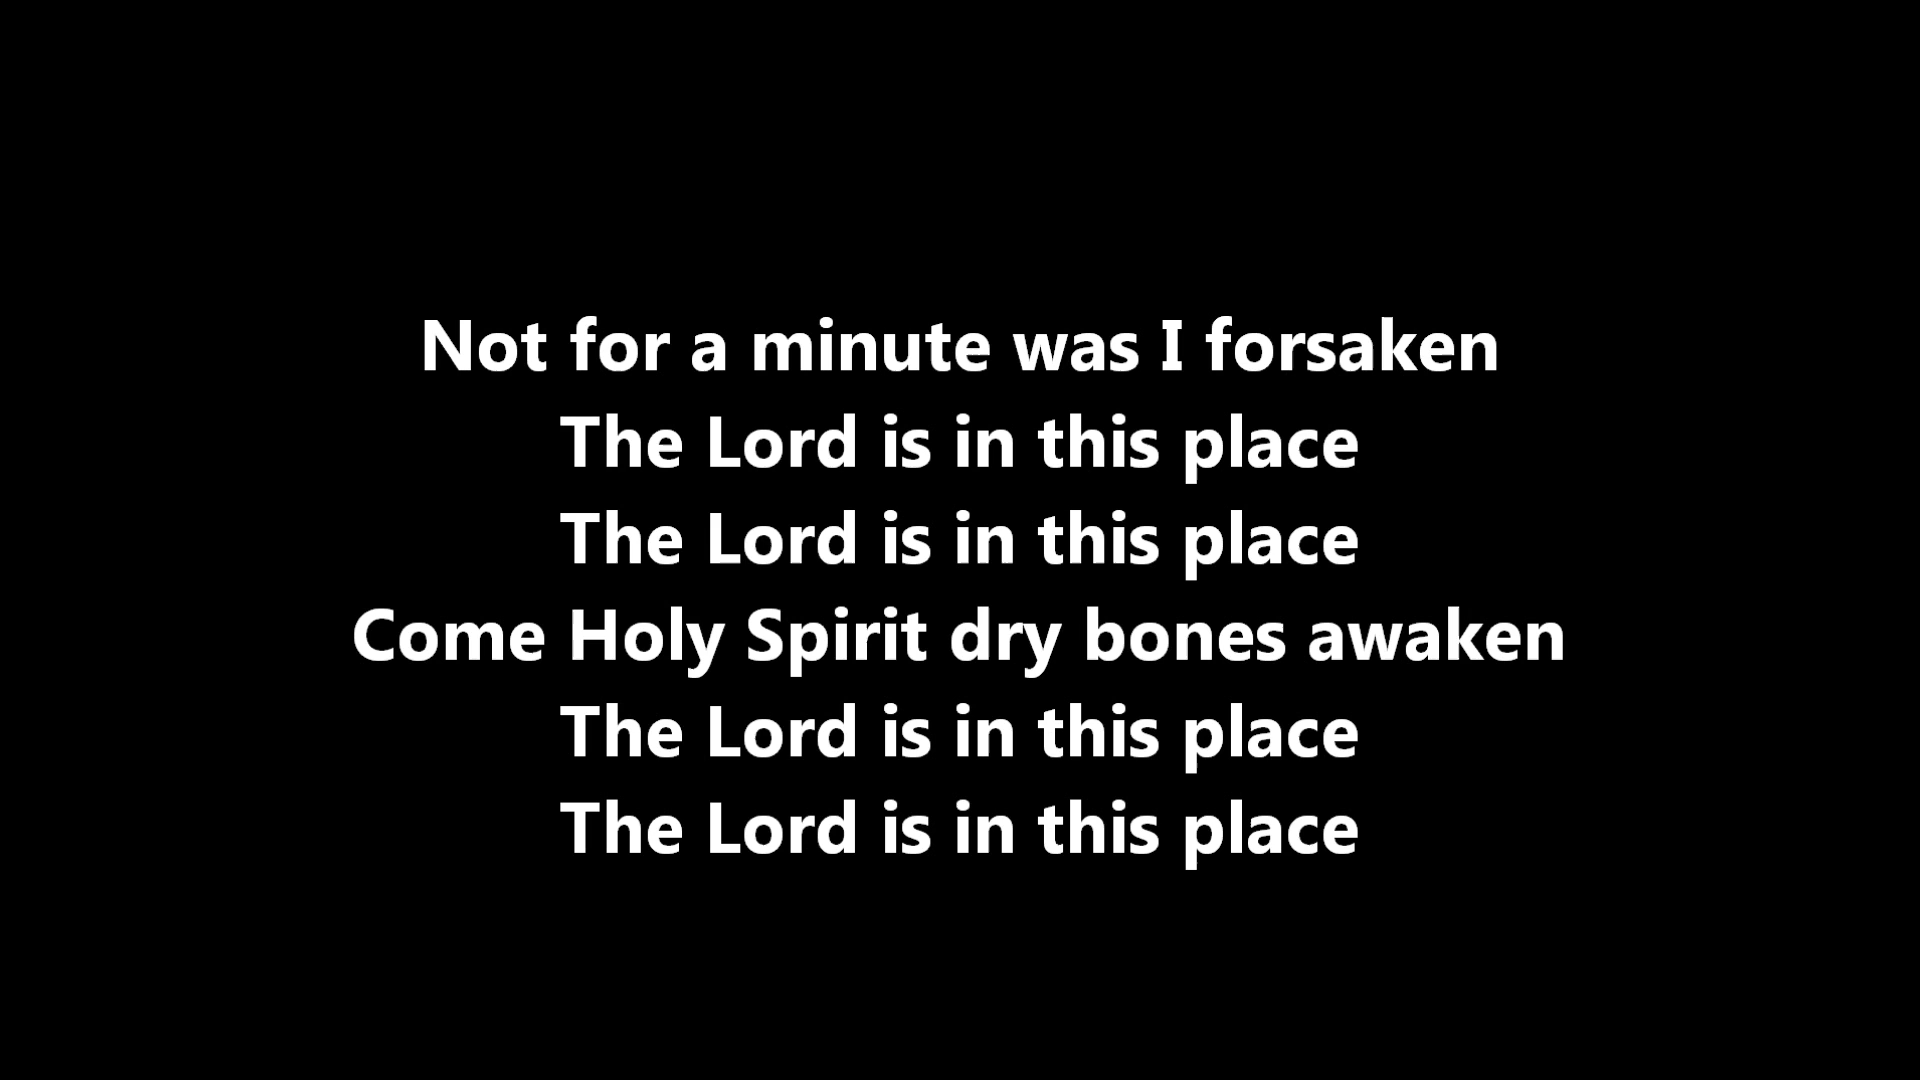 Not for a minute was I forsaken
The Lord is in this place
The Lord is in this place
Come Holy Spirit dry bones awaken
The Lord is in this place
The Lord is in this place